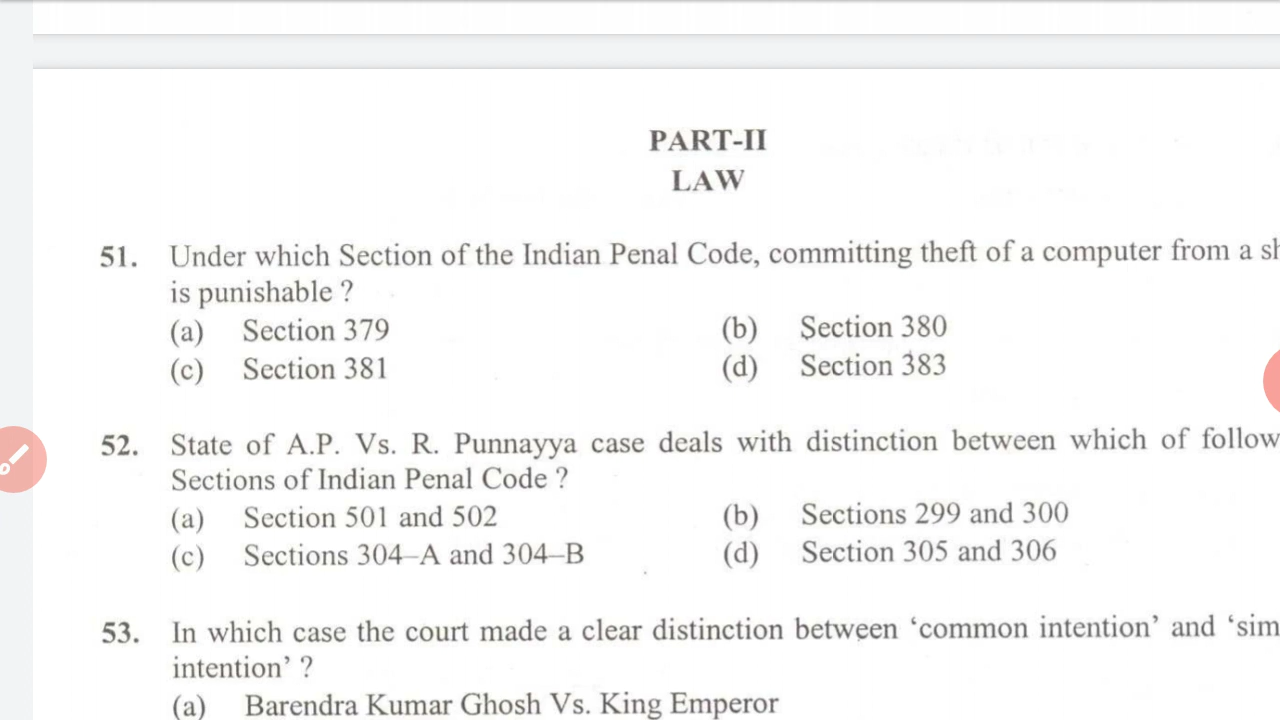 PART-II
LAW
51. Under which Section of the Indian Penal Code, committing theft of a computer from a
is punishable ?
(a) Section 379 (b) Section 380
(c) Section 381 (d) Section 383
52. State of A.P. Vs. R. Punnayya case deals with distinction between which of follow
Sections of Indian Penal Code ?
(a) Section 501 and 502 (b) Sections 299 and 300
(c) Sections 304–A and 304–B (d) Section 305 and 306
53. In which case the court made a clear distinction between ‘common intention’ and ‘sim
intention’ ?
(a) Barendra Kumar Ghosh Vs. King Emperor